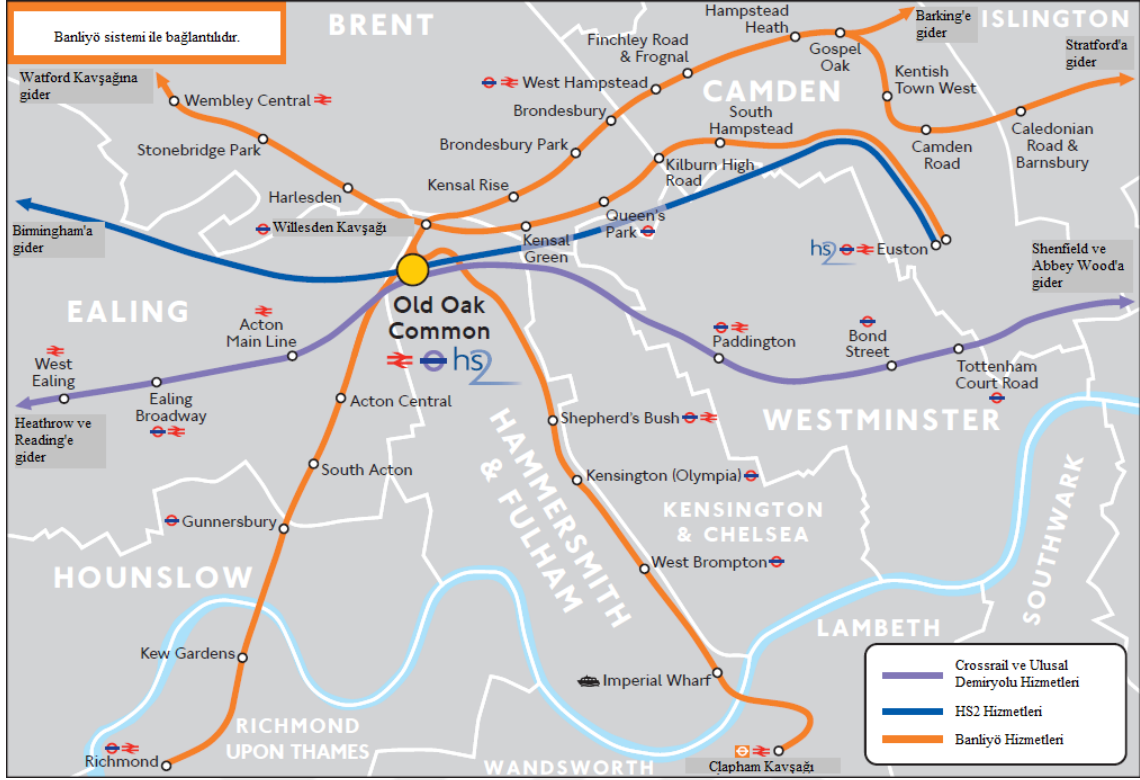 Banliyö sistemi ile bağlantılıdır.
BRENT
Hampstead
Heath
Barking'e
gider
ISLINGTON
Finchley Road
& Frognal
Gospel
Oak
Stratford'a
gider
Watford Kavşağına
gider
Wembley Central
West Hampstead
CAMDEN
Kentish
Town West
Stonebridge Park
Brondesbury
South
Hampstead
Brondesbury Park
Camden
Road
Caledonian
Road &
Barnsbury
Harlesden
Kensal Rise
Kilburn High
Road
Willesden Kavşağı
Queen's
Park
Birmingham'a
gider
Kensal
Green
hs2
Euston
Shenfield ve
Abbey Wood'a
gider
EALING
Old Oak
Common
hs2
Acton
Main Line
Paddington
Bond
Street
West
Ealing
Tottenham
Court Road
Ealing
Broadway
Acton Central
Heathrow ve
Reading'e
gider
Shepherd's Bush
WESTMINSTER
HAMMERSMITH
& FULHAM
South Acton
Kensington (Olympia)
KENSINGTON
& CHELSEA
Gunnersbury
SOUTHWARK
HOUNSLOW
West Brompton
LAMBETH
Kew Gardens
Imperial Wharf
Crossrail ve Ulusal
Demiryolu Hizmetleri
HS2 Hizmetleri
Banliyö Hizmetleri
RICHMOND
UPON THAMES
Richmond
WANDSWORTH
Clapham Kavşağı